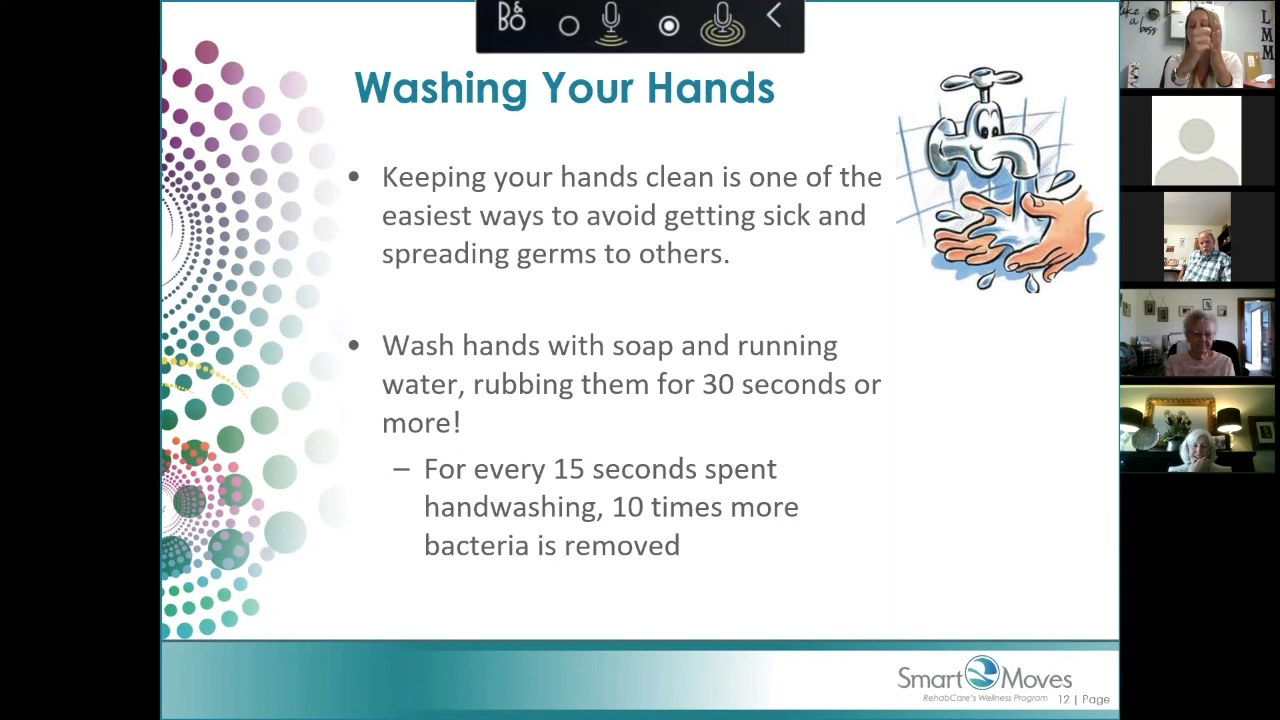 B&O
Washing Your Hands
• Keeping your hands clean is one of the
easiest ways to avoid getting sick and
spreading germs to others.
• Wash hands with soap and running
water, rubbing them for 30 seconds or
more!
– For every 15 seconds spent
handwashing, 10 times more
bacteria is removed
Smart Moves
RehabCare's Wellness Program
12 | Page
like
a
boss
L
M
M